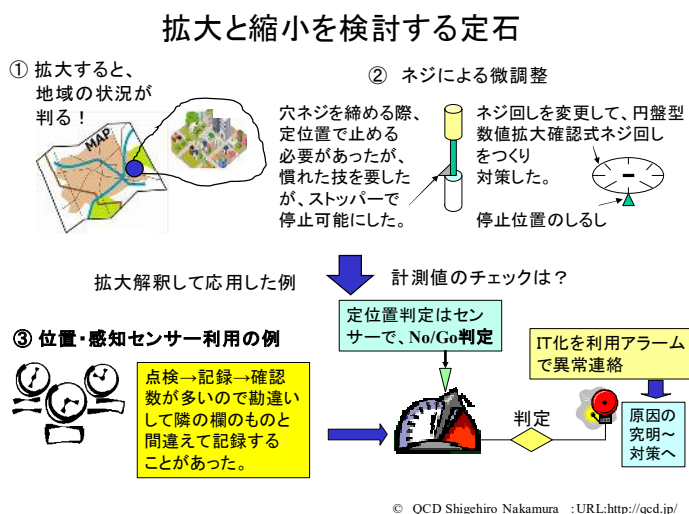 拡大と縮小を検討する定石
① 拡大すると、
地域の状況が
判る！
MAP
② ネジによる微調整
穴ネジを締める際、
定位置で止める
必要があったが、
慣れた技を要した
が、ストッパーで
停止可能にした。
ネジ回しを変更して、円盤型
数値拡大確認式ネジ回し
をつくり
対策した。
停止位置のしるし
拡大解釈して応用した例
計測値のチェックは？
③ 位置・感知センサー利用の例
点検→記録→確認
数が多いので勘違い
して隣の欄のものと
間違えて記録する
ことがあった。
定位置判定はセン
サーで、No/Go判定
判定
IT化を利用アラーム
で異常連絡
原因の
究明～
対策へ
© QCD Shigehiro Nakamura :URL:http://qcd.jp/